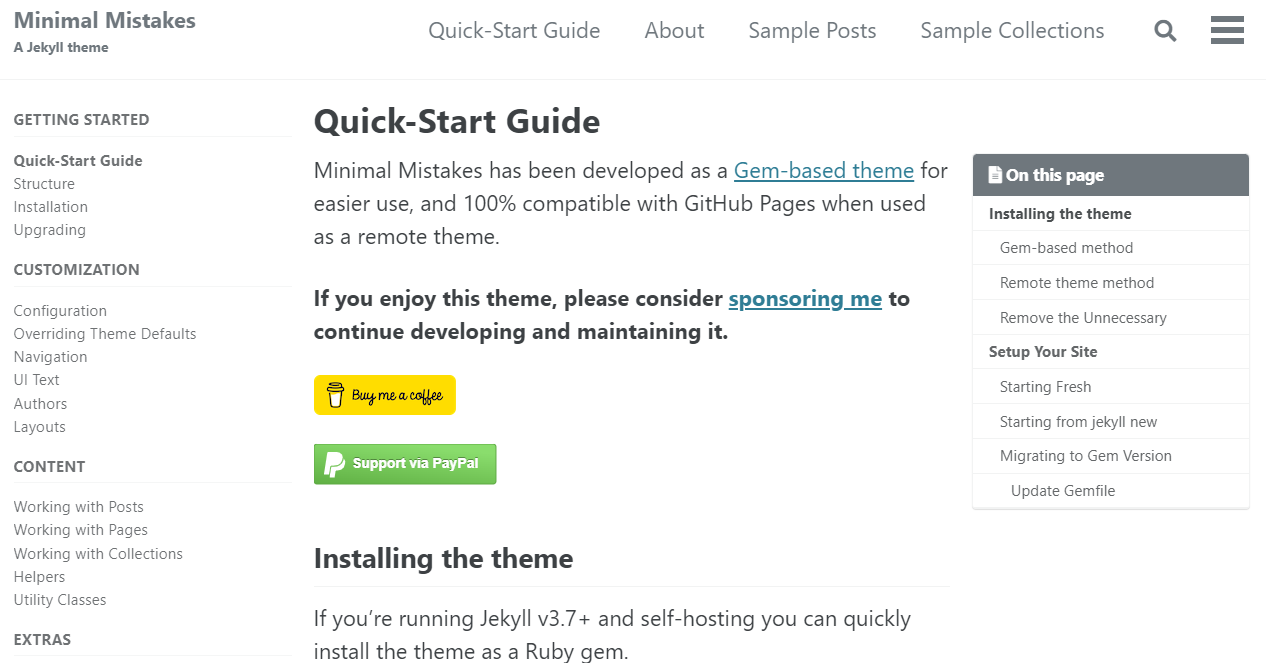 Minimal Mistakes
A Jekyll theme
Quick-Start Guide
About
Sample Posts
Sample Collections
GETTING STARTED
Quick-Start Guide
Structure
Installation
Upgrading
CUSTOMIZATION
Configuration
Overriding Theme Defaults
Navigation
UI Text
Authors
Layouts
CONTENT
Working with Posts
Working with Pages
Working with Collections
Helpers
Utility Classes
EXTRAS
Quick-Start Guide
Minimal Mistakes has been developed as a Gem-based theme for
easier use, and 100% compatible with GitHub Pages when used
as a remote theme.
If you enjoy this theme, please consider sponsoring me to
continue developing and maintaining it.
Buy me a coffee
Support via PayPal
Installing the theme
If you’re running Jekyll v3.7+ and self-hosting you can quickly
install the theme as a Ruby gem.
On this page
Installing the theme
Gem-based method
Remote theme method
Remove the Unnecessary
Setup Your Site
Starting Fresh
Starting from jekyll new
Migrating to Gem Version
Update Gemfile